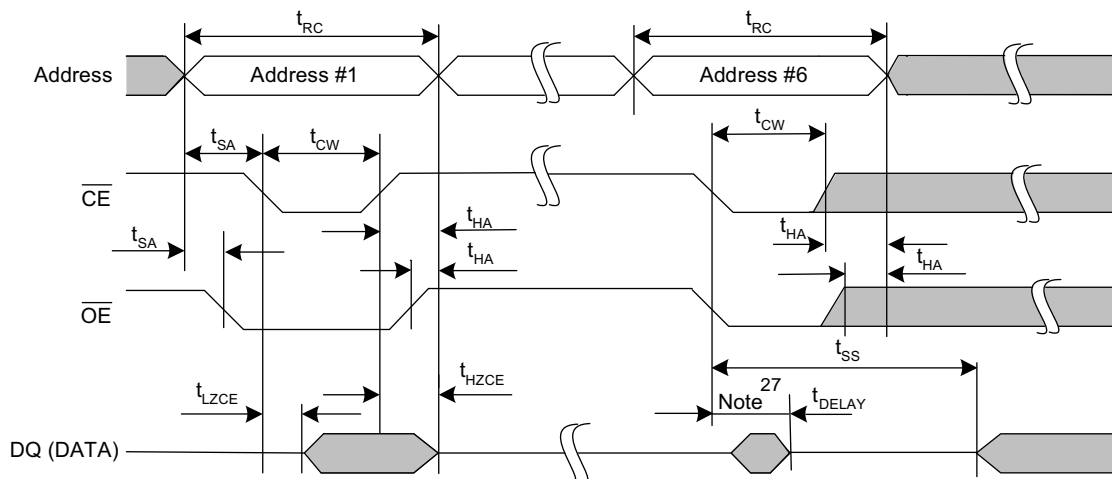 t_RC t_RC
Address Address #1 Address #6
t_SA t_CW t_CW
CE
t_HA
t_SA t_HA t_HA
t_HA
OE
t_SS
t_LZCE t_HZCE Note 27 t_DELAY
DQ (DATA)